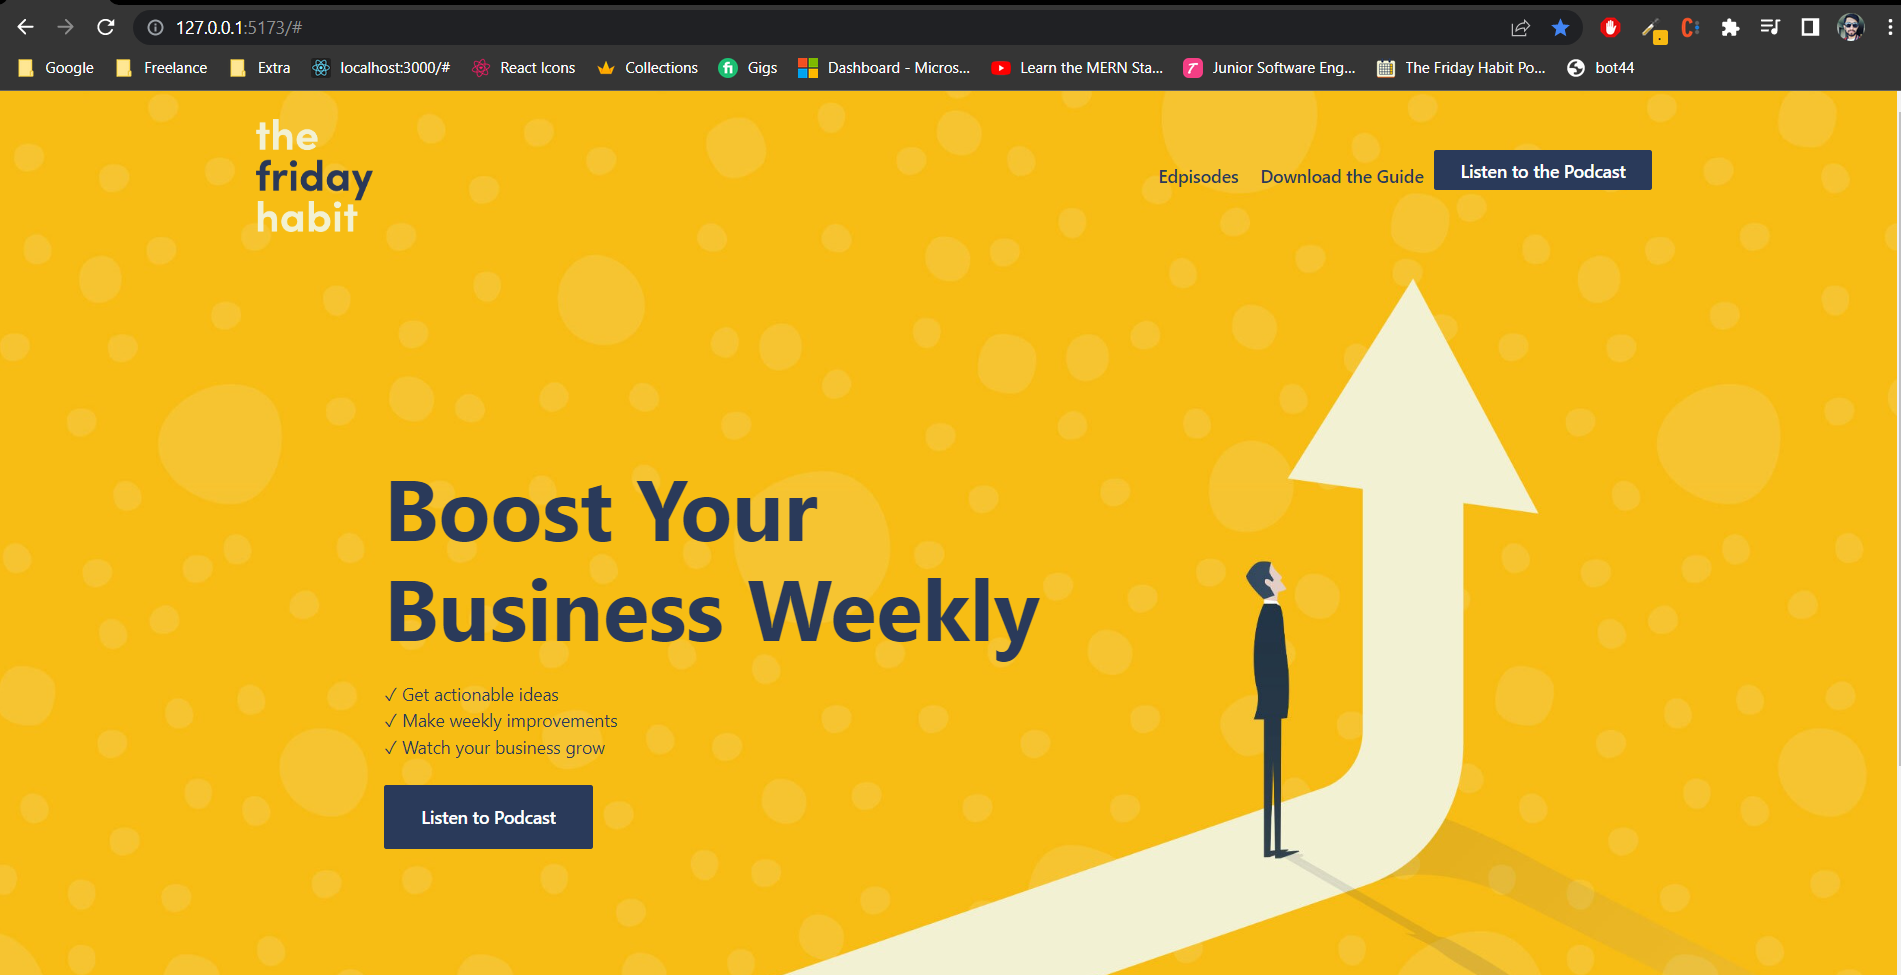 127.0.0.1:5173/#
Google Freelance Extra localhost:3000/# React Icons Collections Gigs Dashboard - Micros... Learn the MERN Sta... Junior Software Eng... The Friday Habit Po... bot44
the
friday
habit
Edpisodes Download the Guide Listen to the Podcast
Boost Your
Business Weekly
✓ Get actionable ideas
✓ Make weekly improvements
✓ Watch your business grow
Listen to Podcast